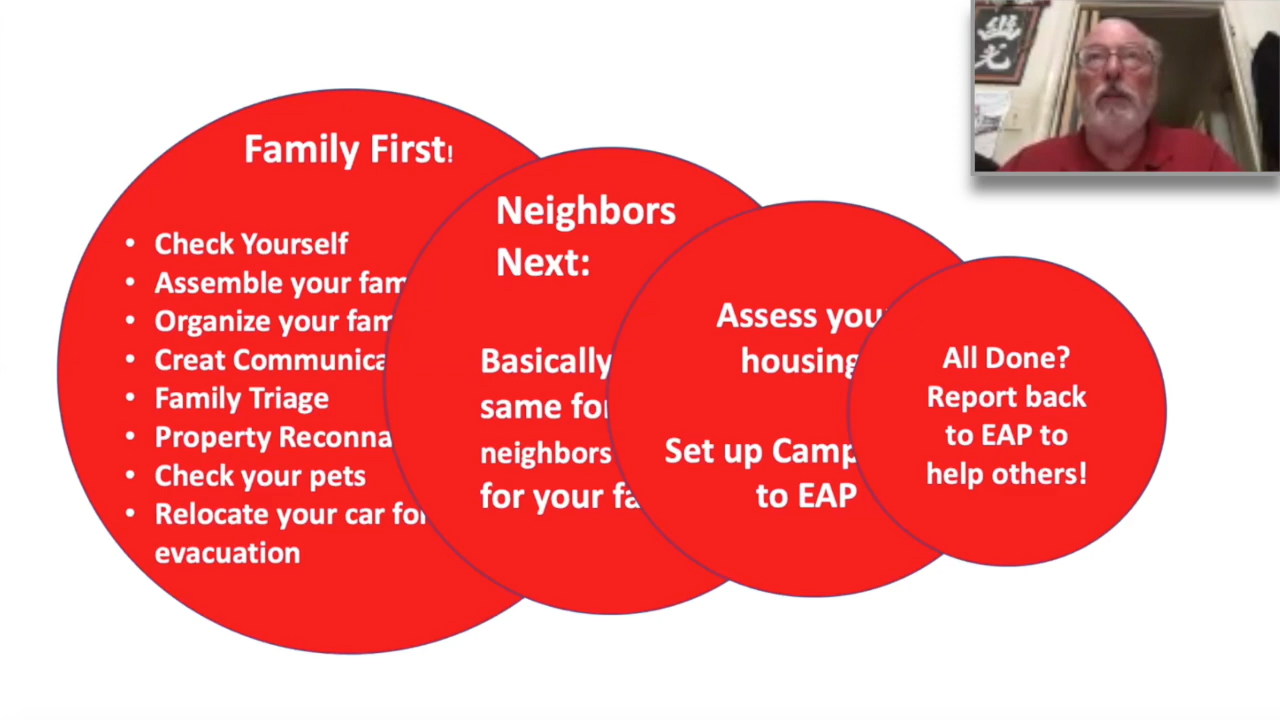 Family First!
• Check Yourself
• Assemble your fam
• Organize your fam
• Creat Communica
• Family Triage
• Property Reconna
• Check your pets
• Relocate your car for
evacuation
Neighbors
Next:
Basically
same for
neighbors
for your fa
Assess you
housing
Set up Camp
to EAP
All Done?
Report back
to EAP to
help others!